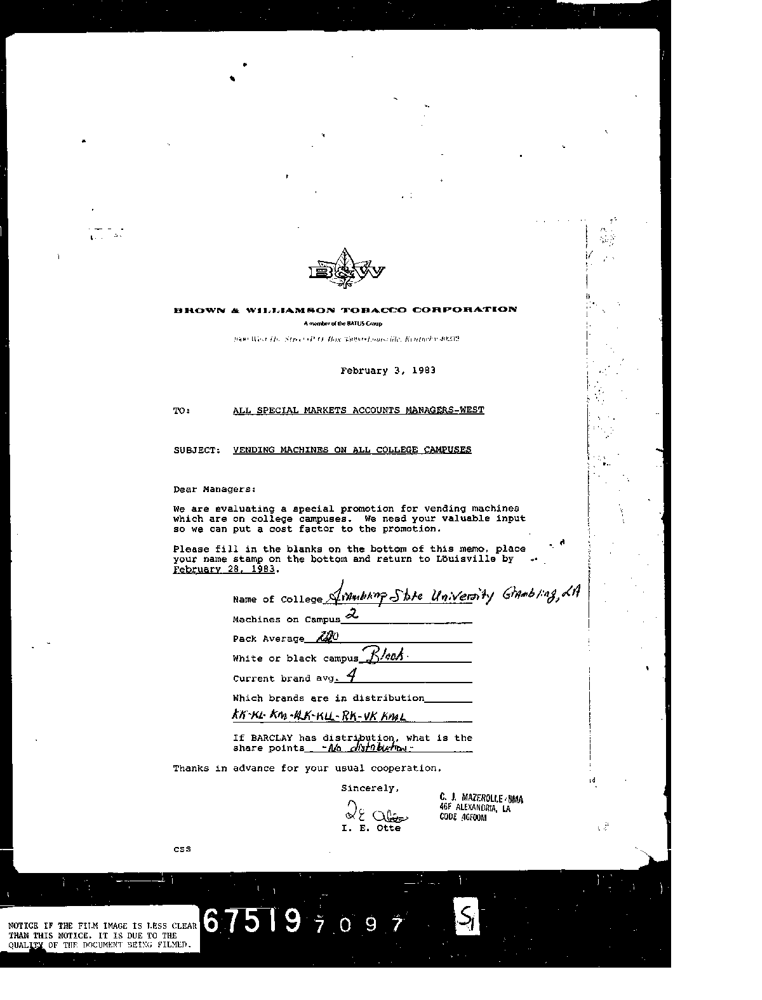 B&W
BROWN & WILLIAMSON TOBACCO CORPORATION
A member of the BATUS Group
February 3, 1983
TO: ALL SPECIAL MARKETS ACCOUNTS MANAGERS-WEST
SUBJECT: VENDING MACHINES ON ALL COLLEGE CAMPUSES
Dear Managers:
We are evaluating a special promotion for vending machines
which are on college campuses. We need your valuable input
so we can put a cost factor to the promotion.
Please fill in the blanks on the bottom of this memo, place
your name stamp on the bottom and return to Louisville by
February 28, 1983.
Name of College Grambling State University Grambling, LA
Machines on Campus 2
Pack Average
White or black campus Black
Current brand avg. 4
Which brands are in distribution
KK-KL-KM- -KLL-RK-VK KML
If BARCLAY has distribution, what is the
share points -No distribution-
Thanks in advance for your usual cooperation.
Sincerely,
I. E. Otte
C. J. MAZEROLLE-SMA
46F ALEXANDRIA, LA
CODE
CSS
NOTICE IF THE FILM IMAGE IS LESS CLEAR
THAN THIS NOTICE. IT IS DUE TO THE
QUALITY OF THE DOCUMENT BEING FILMED.
67519 7097
S1